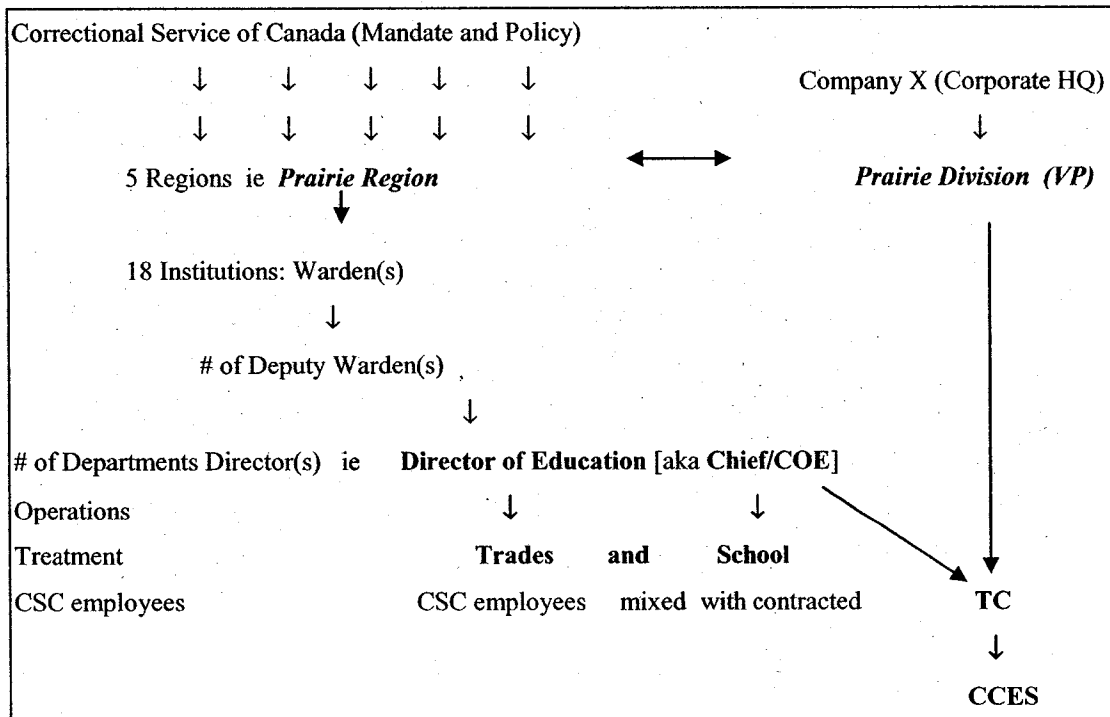 Correctional Service of Canada (Mandate and Policy)
↓ ↓ ↓ ↓ ↓
Company X (Corporate HQ)
↓ ↓ ↓ ↓ ↓ ↓
↔
5 Regions ie Prairie Region
Prairie Division (VP)
↓
18 Institutions: Warden(s)
↓
# of Deputy Warden(s)
↓
# of Departments Director(s) ie Director of Education [aka Chief/COE]
Operations ↓ ↓
Treatment Trades and School
CSC employees CSC employees mixed with contracted TC
↓
CCES